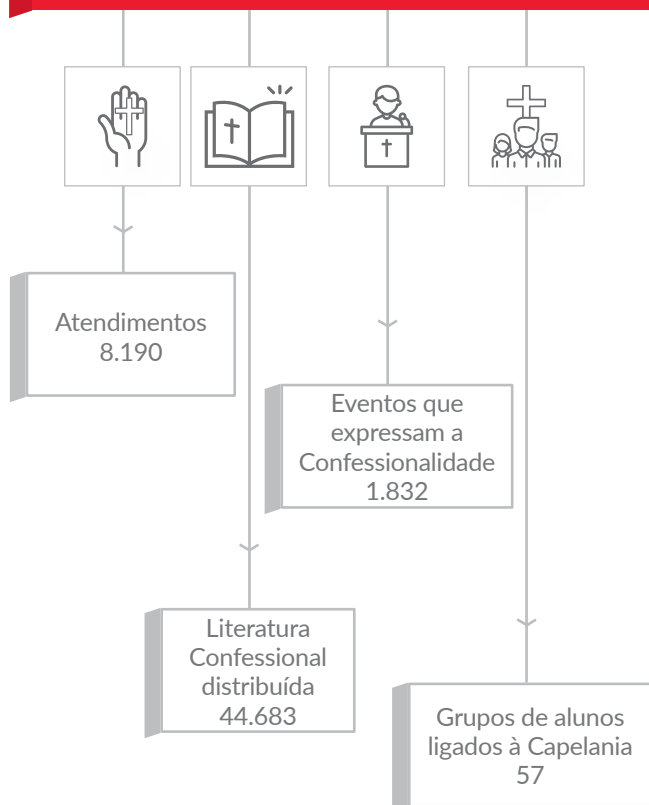 Atendimentos
8.190
Eventos que
expressam a
Confessionalidade
1.832
Literatura
Confessional
distribuída
44.683
Grupos de alunos
ligados à Capelania
57